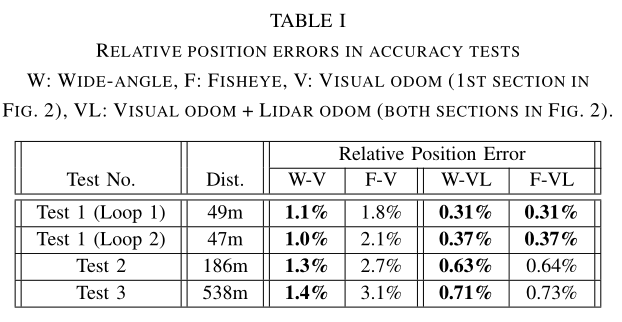 TABLE I
RELATIVE POSITION ERRORS IN ACCURACY TESTS
W: WIDE-ANGLE, F: FISHEYE, V: VISUAL ODOM (1ST SECTION IN
FIG. 2), VL: VISUAL ODOM + LIDAR ODOM (BOTH SECTIONS IN FIG. 2).
Relative Position Error
Test No. Dist. W-V F-V W-VL F-VL
Test 1 (Loop 1) 49m 1.1% 1.8% 0.31% 0.31%
Test 1 (Loop 2) 47m 1.0% 2.1% 0.37% 0.37%
Test 2 186m 1.3% 2.7% 0.63% 0.64%
Test 3 538m 1.4% 3.1% 0.71% 0.73%